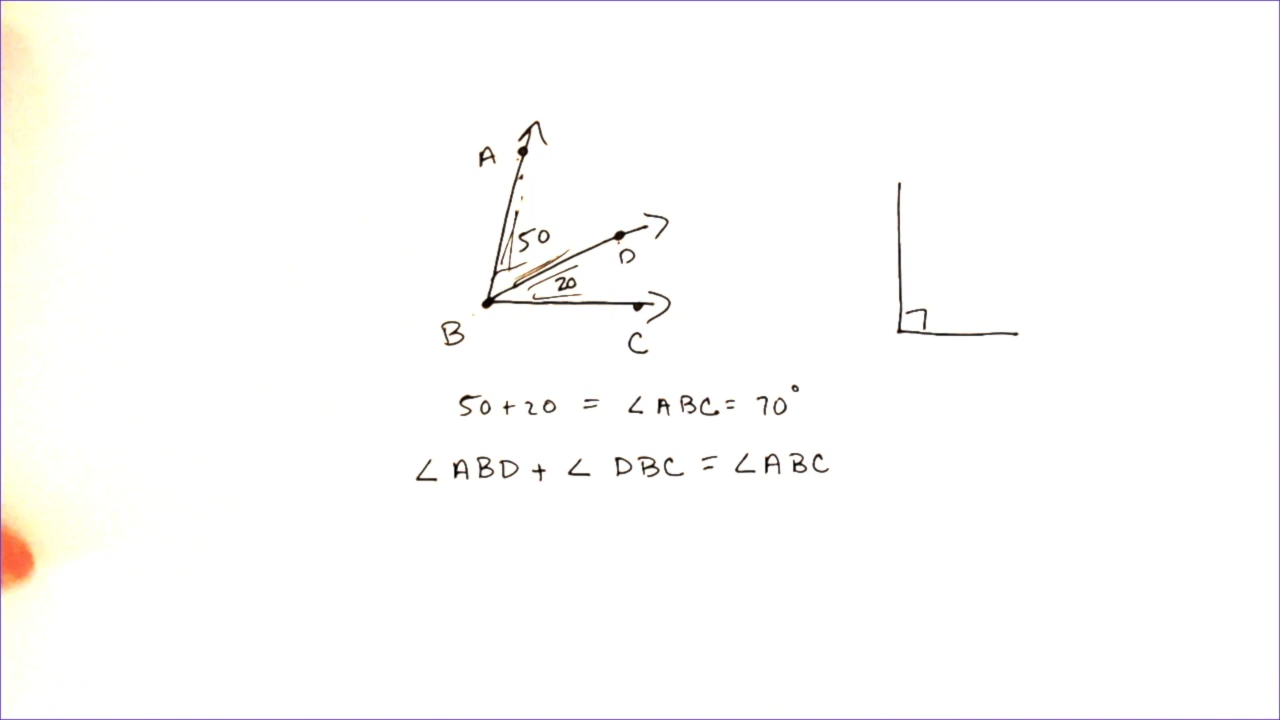 A
50
D
20
B
C
50+20 = ∠ABC = 70°
∠ABD + ∠DBC = ∠ABC